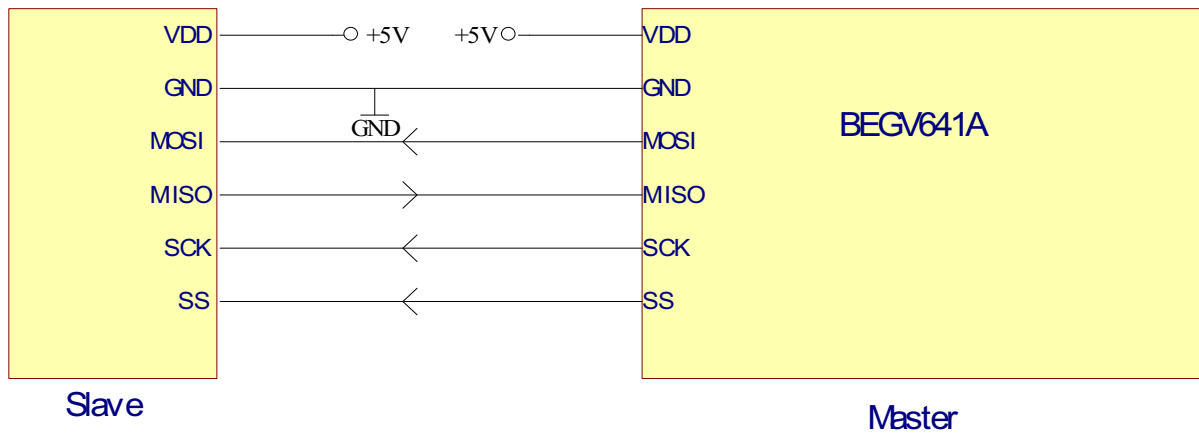 VDD +5V +5V VDD
GND GND
GND
BEGV641A
MOSI MOSI
MISO MISO
SCK SCK
SS SS
Slave
Master